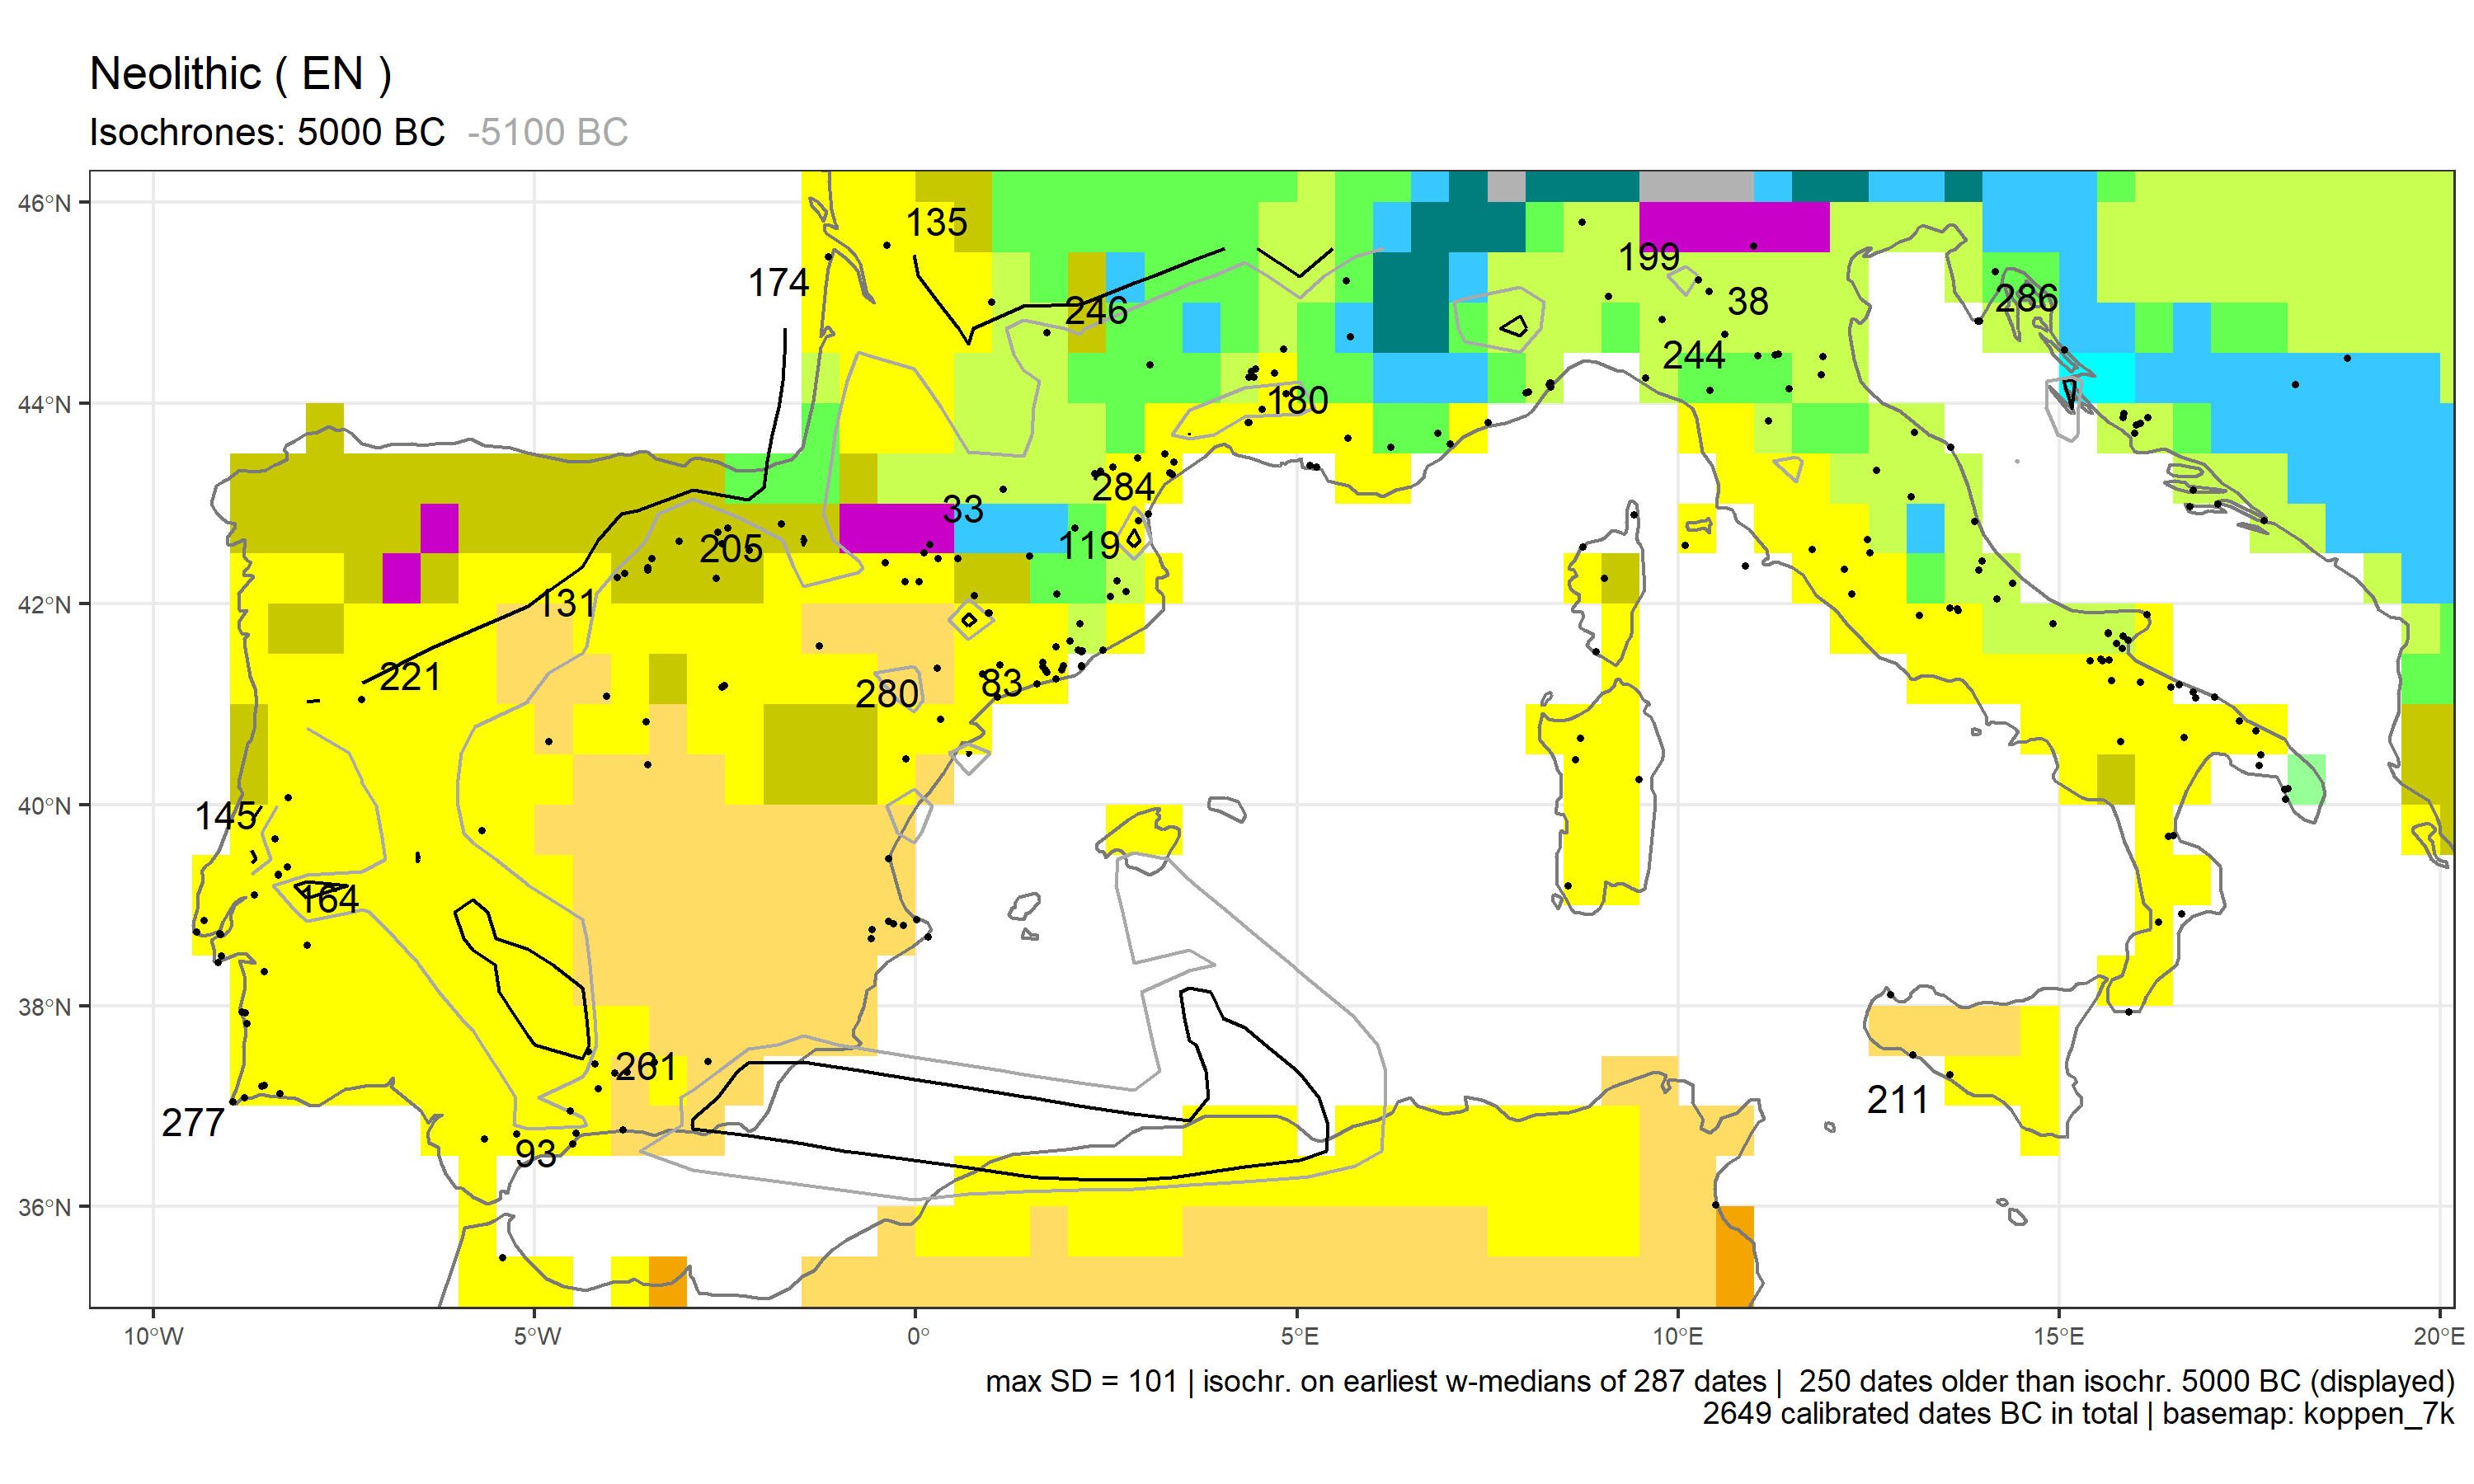 Neolithic ( EN )
Isochrones: 5000 BC -5100 BC
46°N
44°N
42°N
40°N
38°N
36°N
135
174
199
246
38
286
244
180
284
33
119
205
131
221
280
83
145
164
261
277
93
211
10°W
5°W
0°
5°E
10°E
15°E
20°E
max SD = 101 | isochr. on earliest w-medians of 287 dates | 250 dates older than isochr. 5000 BC (displayed)
2649 calibrated dates BC in total | basemap: koppen_7k